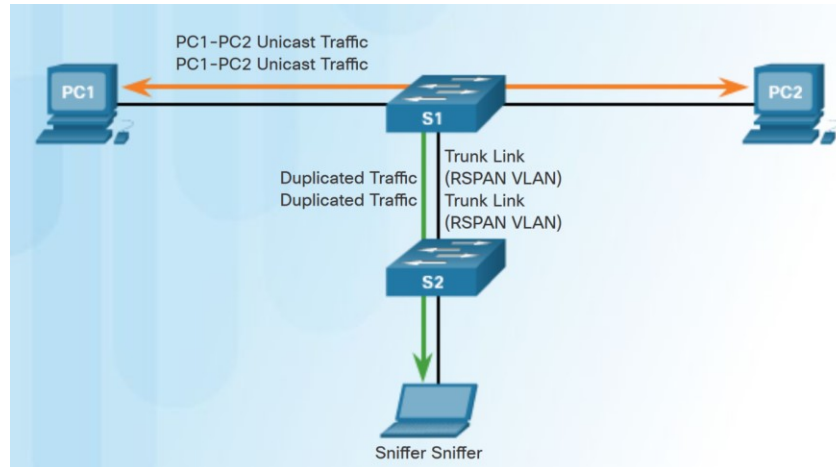 PC1-PC2 Unicast Traffic
PC1-PC2 Unicast Traffic
PC1
PC2
S1
Duplicated Traffic
Duplicated Traffic
Trunk Link
(RSPAN VLAN)
Trunk Link
(RSPAN VLAN)
S2
Sniffer Sniffer